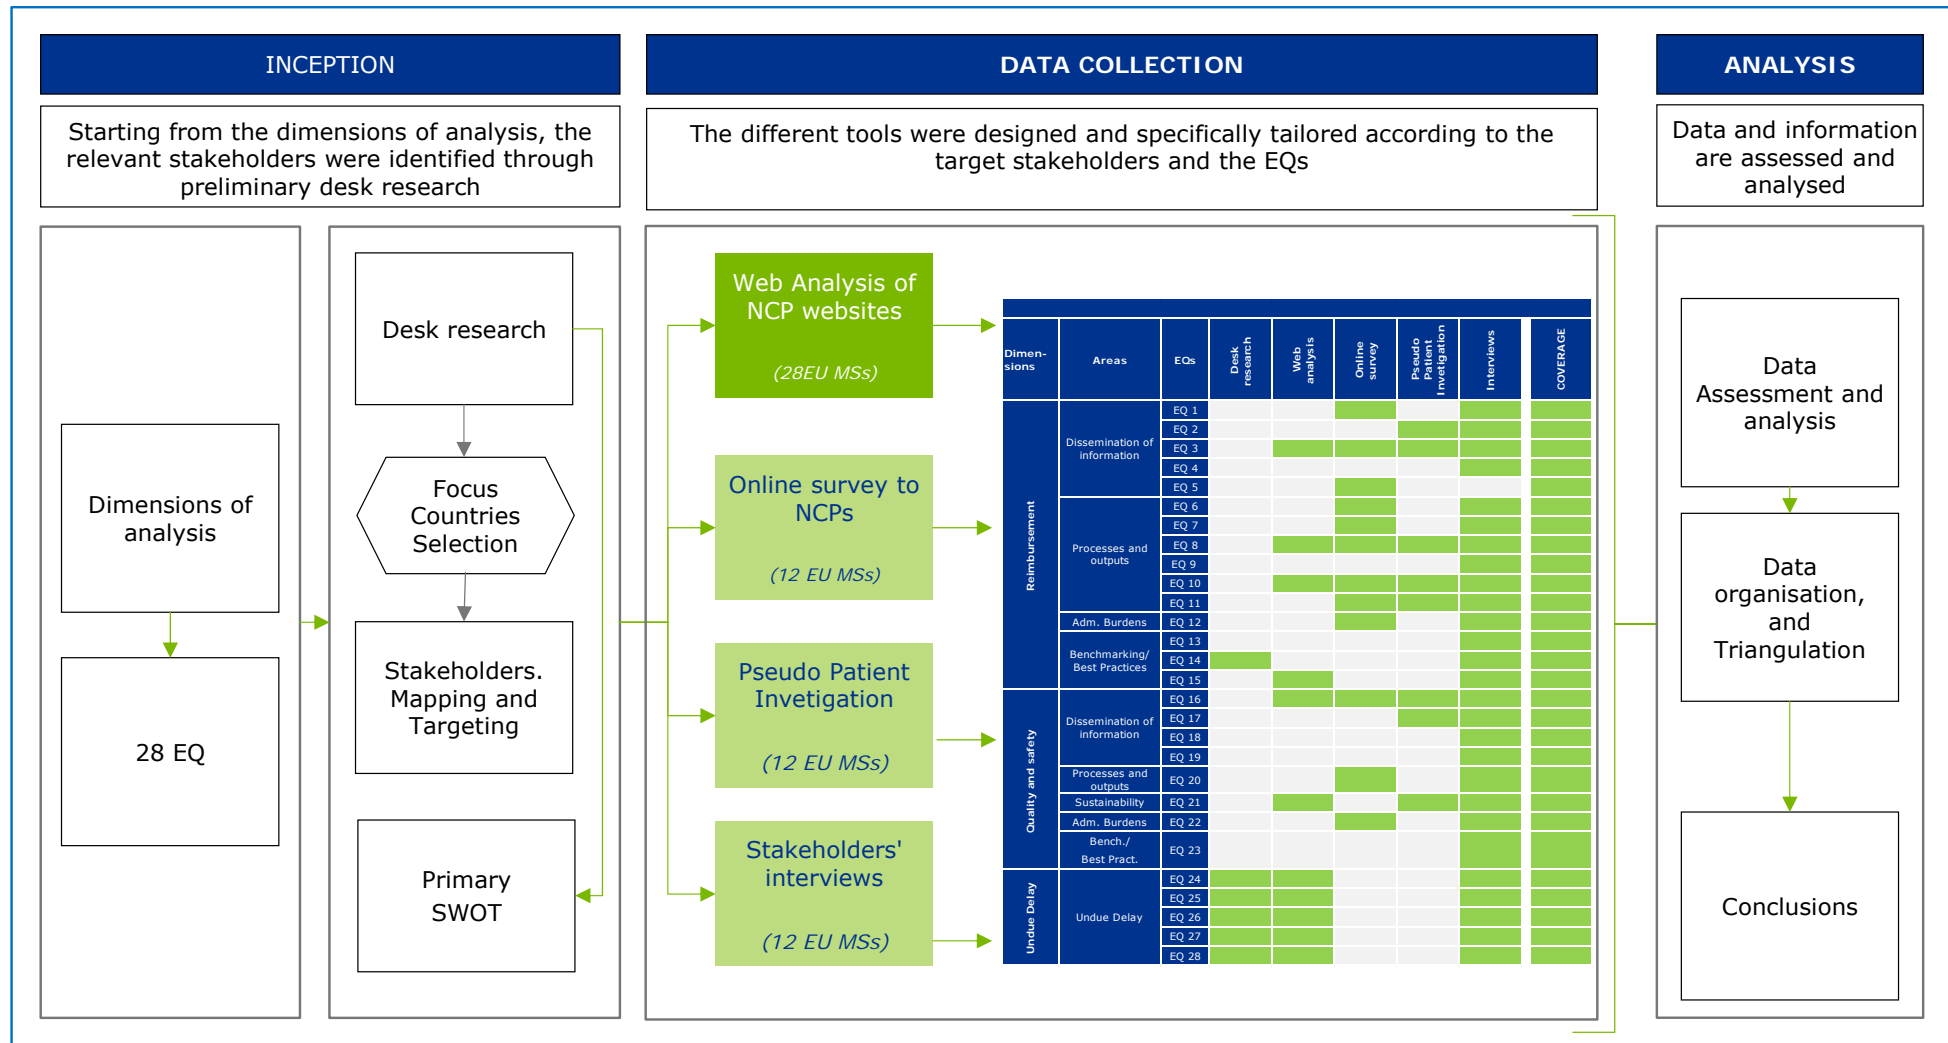 INCEPTION
DATA COLLECTION
ANALYSIS
Starting from the dimensions of analysis, the
relevant stakeholders were identified through
preliminary desk research
The different tools were designed and specifically tailored according to the
target stakeholders and the EQs
Data and information
are assessed and
analysed
Dimensions of
analysis
28 EQ
Desk research
Focus
Countries
Selection
Stakeholders.
Mapping and
Targeting
Primary
SWOT
Web Analysis of
NCP websites
(28EU MSs)
Online survey to
NCPs
(12 EU MSs)
Pseudo Patient
Invetigation
(12 EU MSs)
Stakeholders'
interviews
(12 EU MSs)
Dimen-
sions
Areas
EQs
Desk
research
Web
analysis
Online
survey
Pseudo
Patient
Invetigation
Interviews
COVERAGE
Reimbursement
Dissemination of
information
EQ 1
EQ 2
EQ 3
EQ 4
EQ 5
Processes and
outputs
EQ 6
EQ 7
EQ 8
EQ 9
EQ 10
EQ 11
Adm. Burdens
EQ 12
Benchmarking/
Best Practices
EQ 13
EQ 14
EQ 15
Quality and safety
Dissemination of
information
EQ 16
EQ 17
EQ 18
EQ 19
Processes and
outputs
EQ 20
Sustainability
EQ 21
Adm. Burdens
EQ 22
Bench./
Best Pract.
EQ 23
Undue Delay
Undue Delay
EQ 24
EQ 25
EQ 26
EQ 27
EQ 28
Data
Assessment and
analysis
Data
organisation,
and
Triangulation
Conclusions